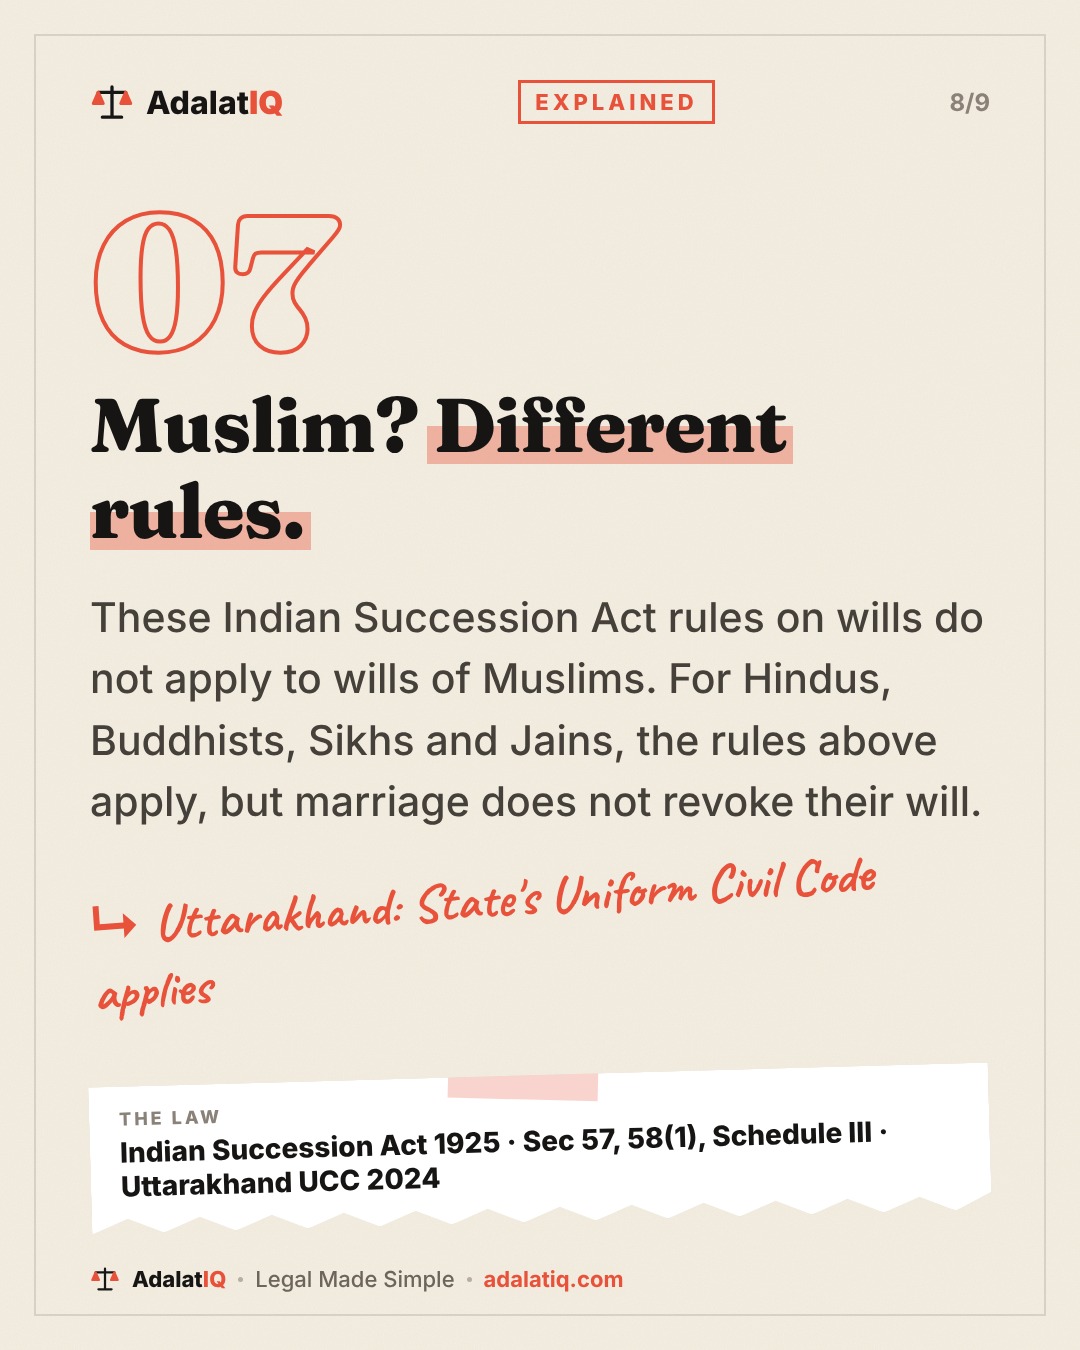 AdalatIQ
EXPLAINED
8/9
07
Muslim? Different
rules.
These Indian Succession Act rules on wills do
not apply to wills of Muslims. For Hindus,
Buddhists, Sikhs and Jains, the rules above
apply, but marriage does not revoke their will.
↳ Uttarakhand: State's Uniform Civil Code
applies
THE LAW
Indian Succession Act 1925 · Sec 57, 58(1), Schedule III ·
Uttarakhand UCC 2024
AdalatIQ • Legal Made Simple • adalatiq.com